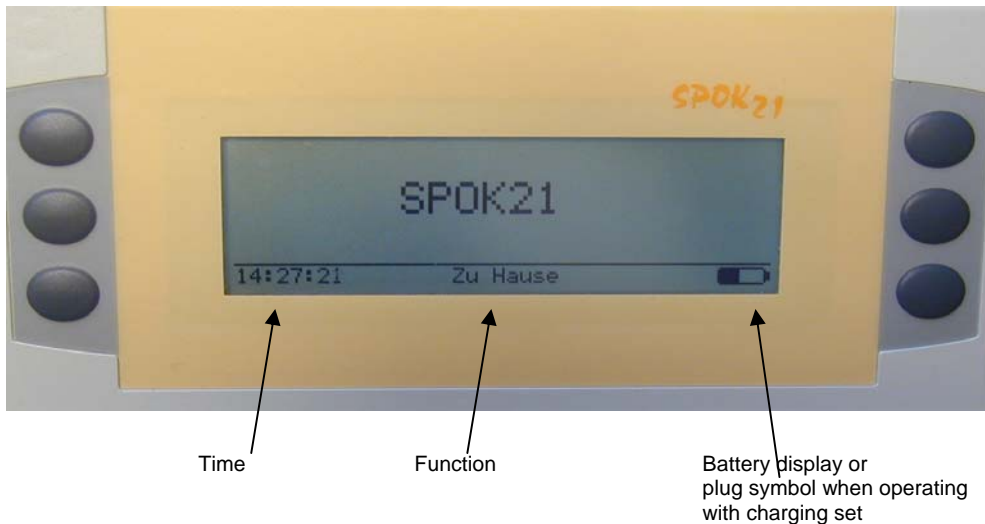 SPOK21
SPOK21
14:27:21 Zu Hause
Time Function Battery display or
plug symbol when operating
with charging set